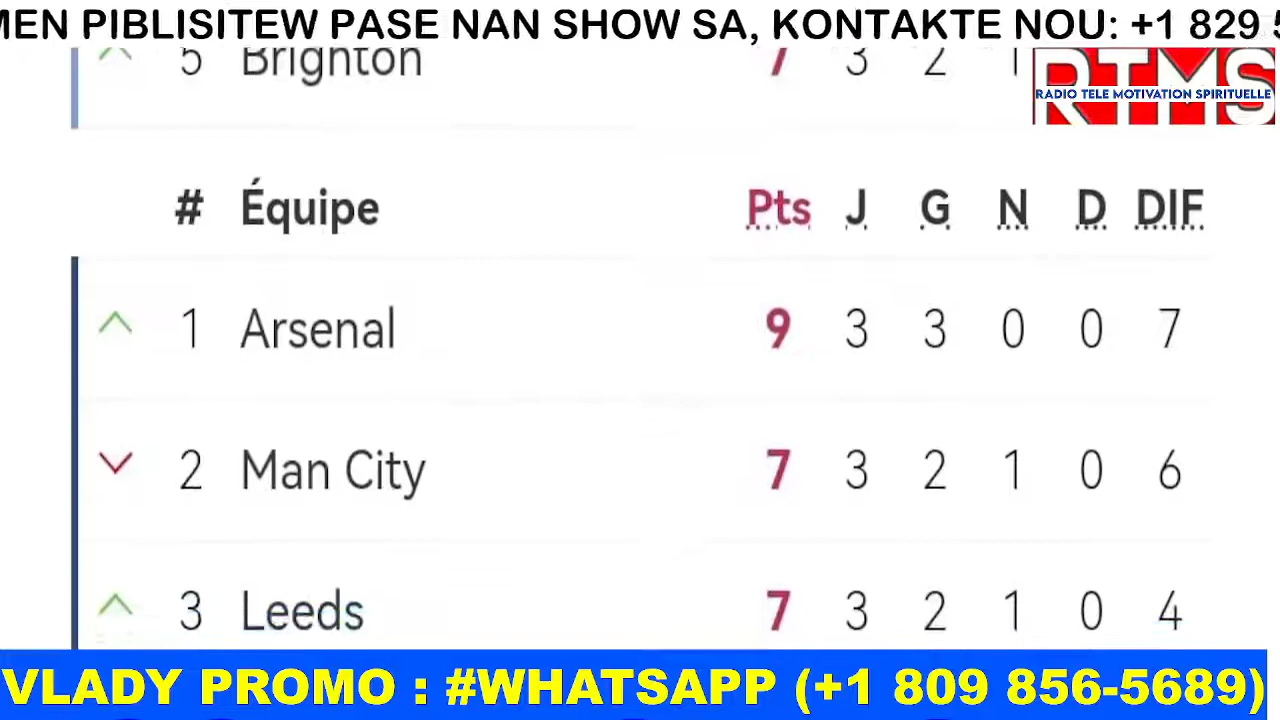 MEN PIBLISITEW PASE NAN SHOW SA, KONTAKTE NOU: +1 829
5 Brighton 7 3 2 1
RTMS
RADIO TELE MOTIVATION SPIRITUELLE
# Équipe Pts J G N D DIF
1 Arsenal 9 3 3 0 0 7
2 Man City 7 3 2 1 0 6
3 Leeds 7 3 2 1 0 4
VLADY PROMO : #WHATSAPP (+1 809 856-5689)